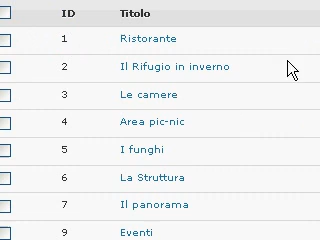 ID Titolo
1 Ristorante
2 Il Rifugio in inverno
3 Le camere
4 Area pic-nic
5 I funghi
6 La Struttura
7 Il panorama
9 Eventi